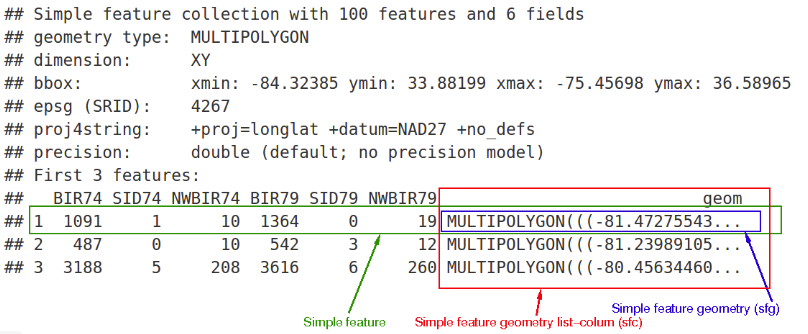 ## Simple feature collection with 100 features and 6 fields
## geometry type:  MULTIPOLYGON
## dimension:      XY
## bbox:           xmin: -84.32385 ymin: 33.88199 xmax: -75.45698 ymax: 36.58965
## epsg (SRID):    4267
## proj4string:    +proj=longlat +datum=NAD27 +no_defs
## precision:      double (default; no precision model)
## First 3 features:
##   BIR74 SID74 NWBIR74 BIR79 SID79 NWBIR79                           geom
## 1  1091     1      10  1364     0      19 MULTIPOLYGON(((-81.47275543...
## 2   487     0      10   542     3      12 MULTIPOLYGON(((-81.23989105...
## 3  3188     5     208  3616     6     260 MULTIPOLYGON(((-80.45634460...
Simple feature geometry (sfg)
Simple feature
Simple feature geometry list-colum (sfc)